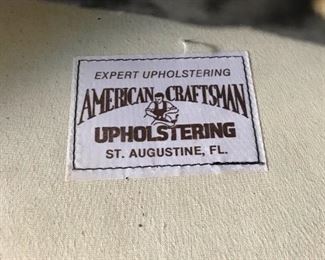 EXPERT UPHOLSTERING
AMERICAN CRAFTSMAN
UPHOLSTERING
ST. AUGUSTINE, FL.